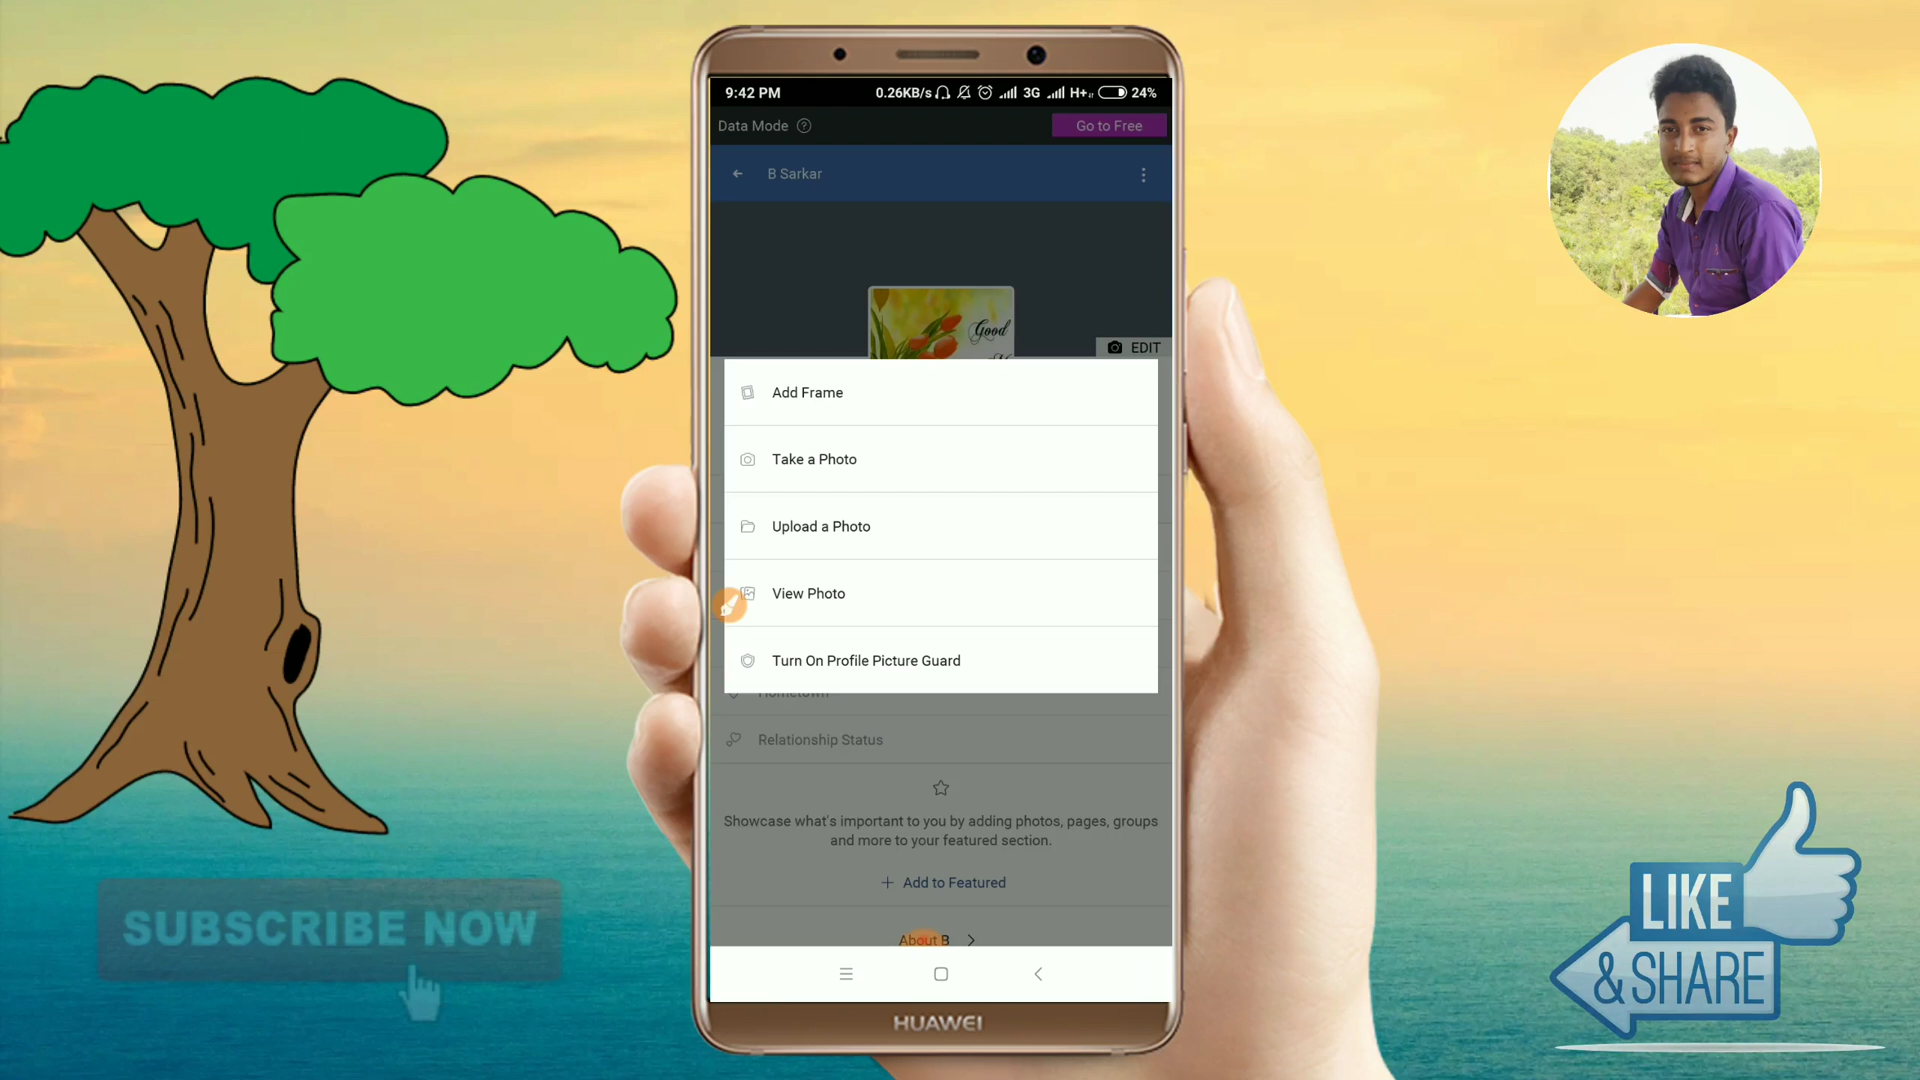 9:42 PM 0.26KB/s 3G H+ 24%
Data Mode Go to Free
B Sarkar
Good
EDIT
Add Frame
Take a Photo
Upload a Photo
View Photo
Turn On Profile Picture Guard
Hometown
Relationship Status
Showcase what's important to you by adding photos, pages, groups
and more to your featured section.
+ Add to Featured
About B
HUAWEI
SUBSCRIBE NOW
LIKE
& SHARE